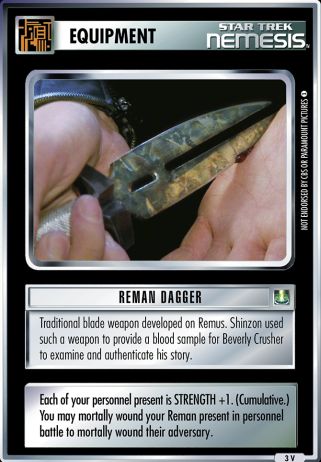 EQUIPMENT
STAR TREK
NEMESIS
NOT ENDORSED BY CBS OR PARAMOUNT PICTURES
REMAN DAGGER
Traditional blade weapon developed on Remus. Shinzon used
such a weapon to provide a blood sample for Beverly Crusher
to examine and authenticate his story.
Each of your personnel present is STRENGTH +1. (Cumulative.)
You may mortally wound your Reman present in personnel
battle to mortally wound their adversary.
3 V